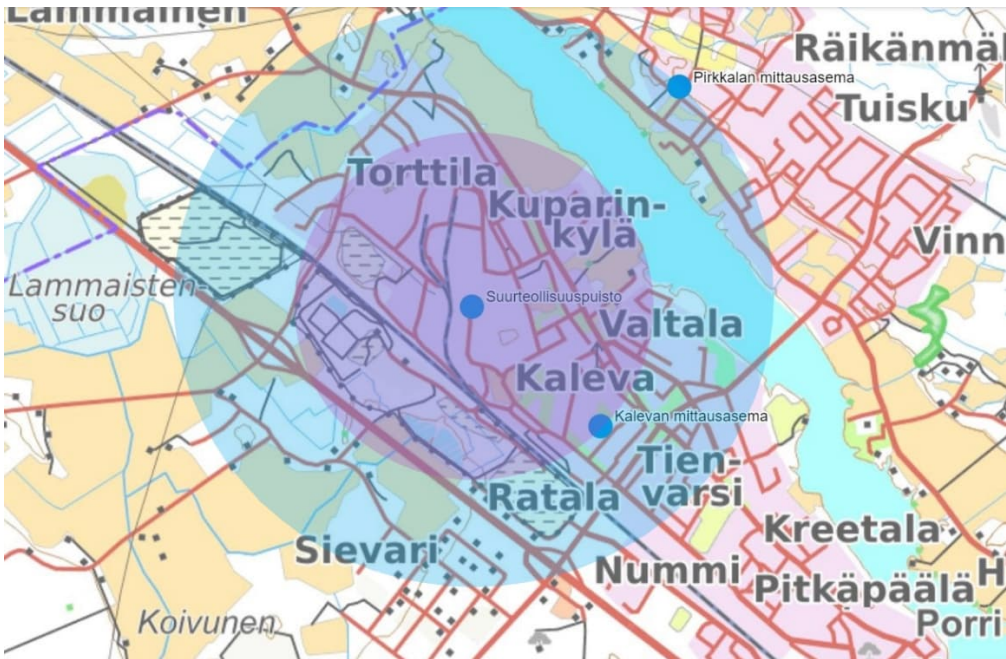 Lammainen
Räikänmäl
Pirkkalan mittausasema
Tuisku
Torttila
Kuparin-
kylä
Vinn
Lammaisten-
suo
Suurteollisuuspuisto
Valtala
Kaleva
Kalevan mittausasema
Tien-
varsi
Ratala
Kreetala
Sievari
Nummi
H
Pitkäpäälä
Koivunen
Porri